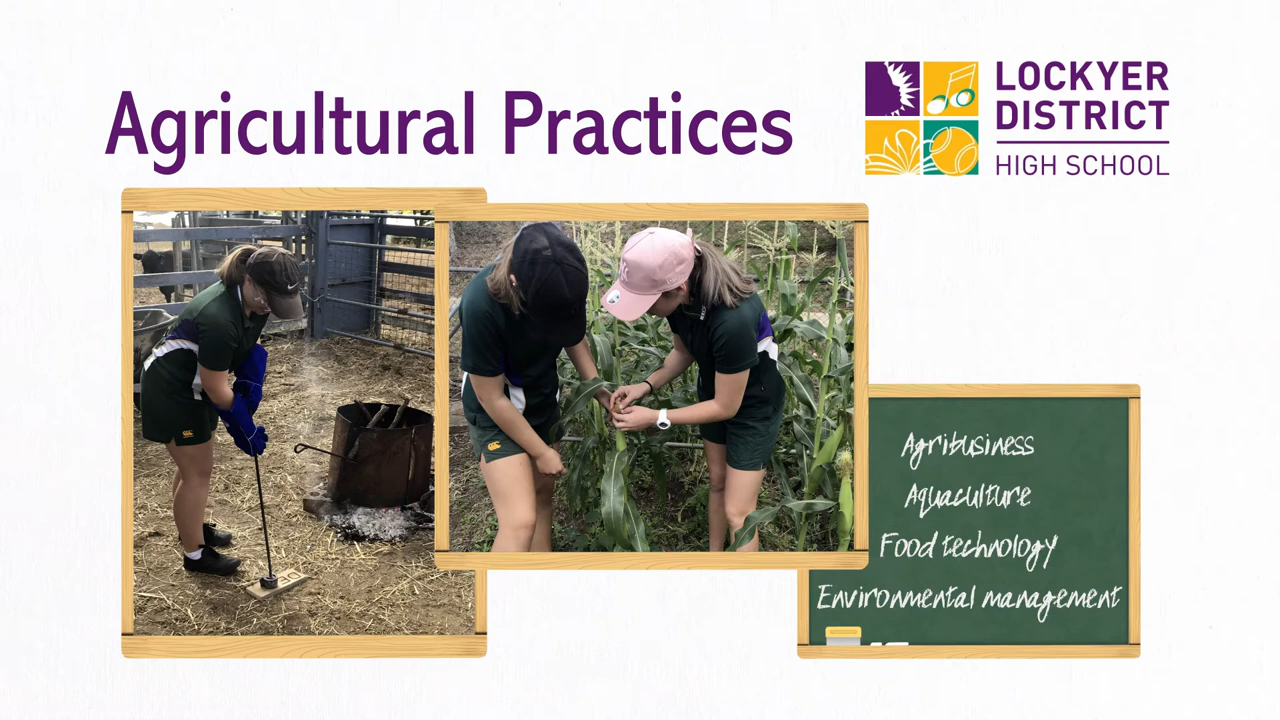 Agricultural Practices
LOCKYER
DISTRICT
HIGH SCHOOL
Agribusiness
Aquaculture
Food technology
Environmental management